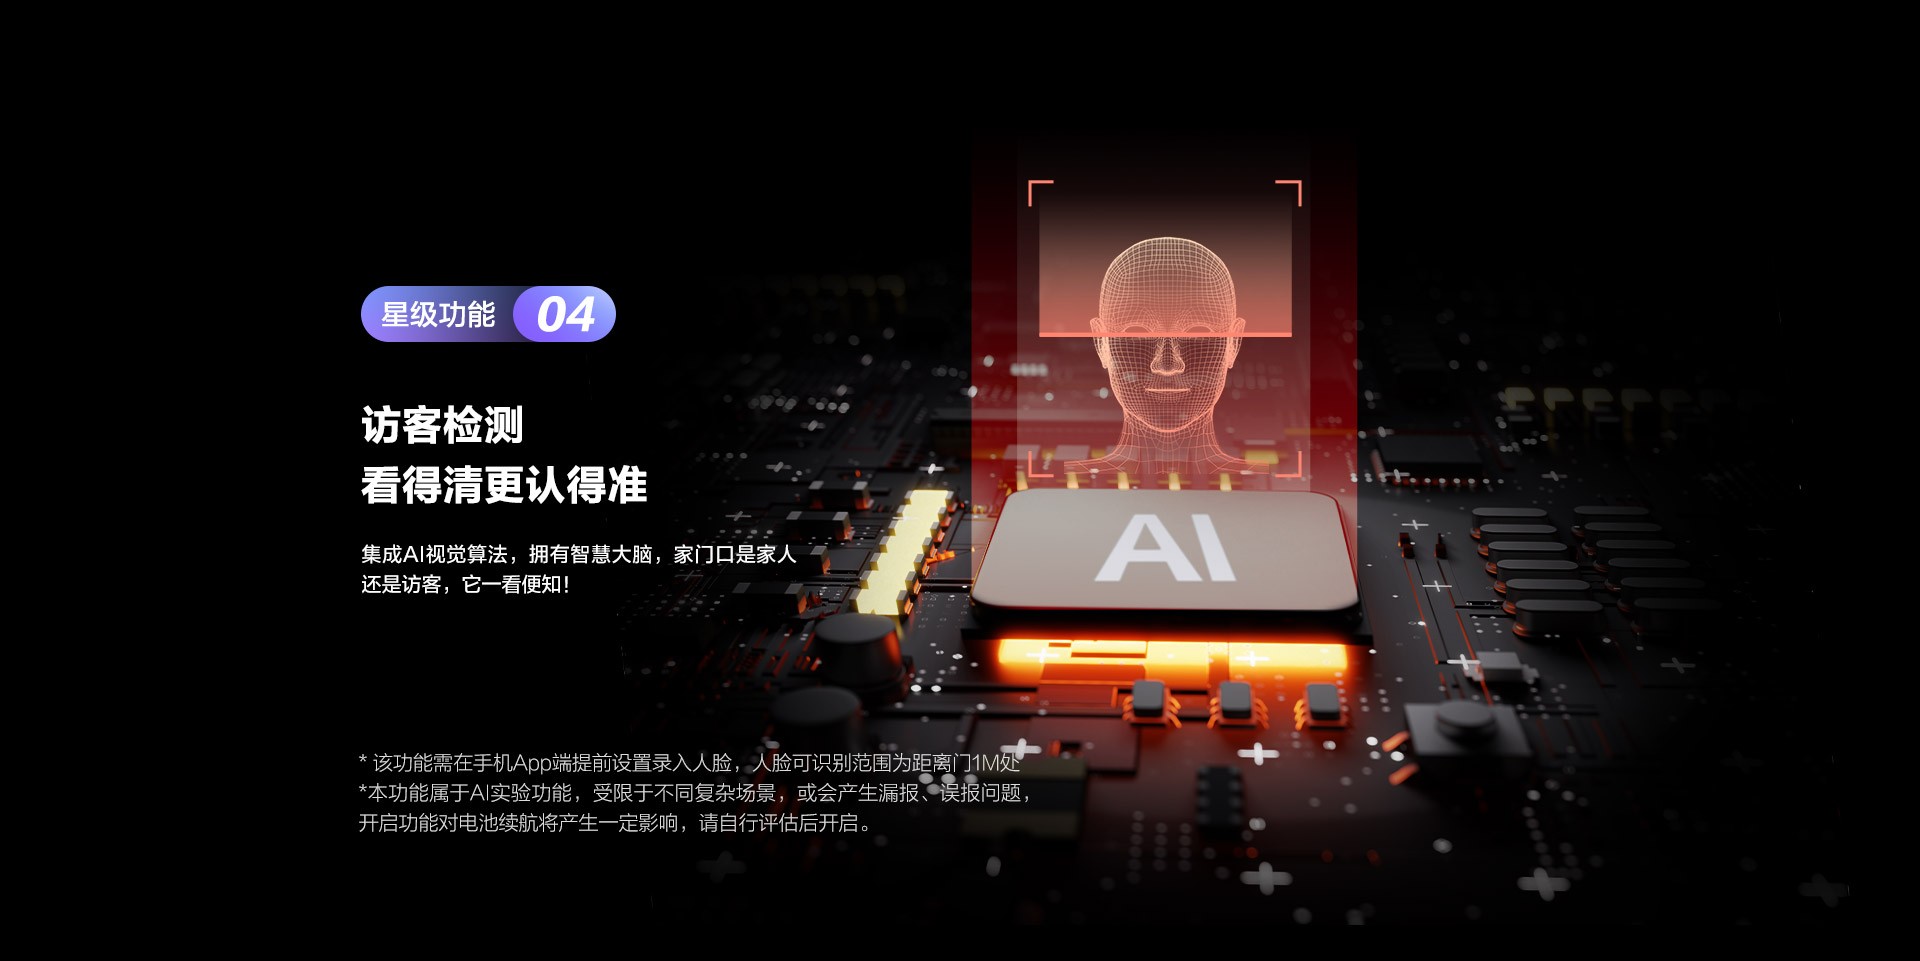 星级功能 04
访客检测
看得清更认得准
集成AI视觉算法，拥有智慧大脑，家门口是家人
还是访客，它一看便知！
AI
* 该功能需在手机App端提前设置录入人脸，人脸可识别范围为距离门1M处
*本功能属于AI实验功能，受限于不同复杂场景，或会产生漏报、误报问题，
开启功能对电池续航将产生一定影响，请自行评估后开启。